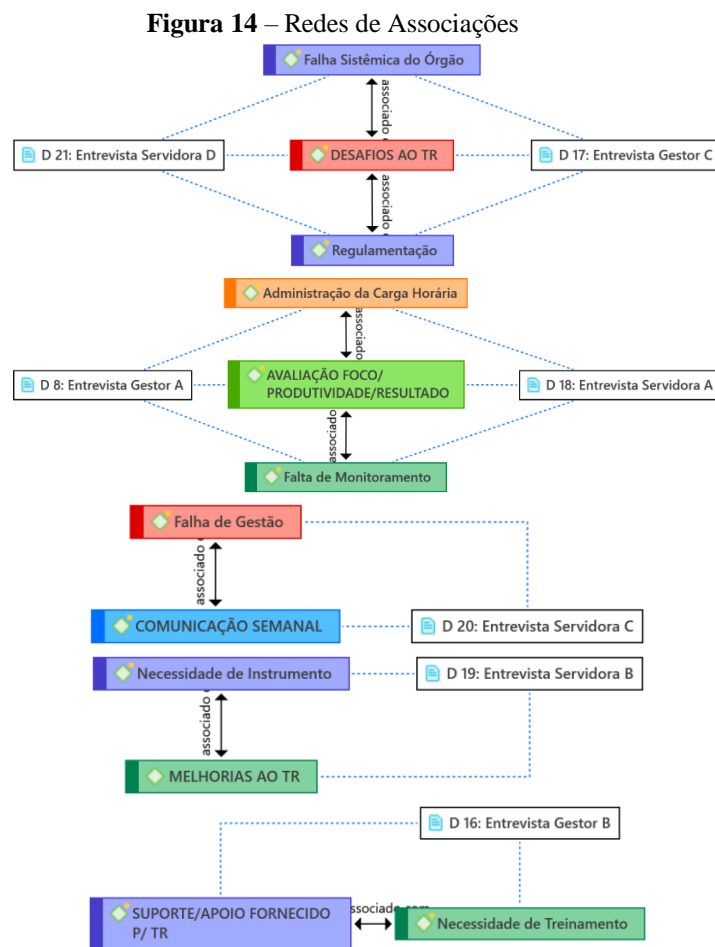 Figura 14 – Redes de Associações
Falha Sistêmica do Órgão
associado
D 21: Entrevista Servidora D
DESAFIOS AO TR
D 17: Entrevista Gestor C
associado
Regulamentação
Administração da Carga Horária
associado
D 8: Entrevista Gestor A
AVALIAÇÃO FOCO/
PRODUTIVIDADE/RESULTADO
D 18: Entrevista Servidora A
associado
Falta de Monitoramento
Falha de Gestão
associado
COMUNICAÇÃO SEMANAL
D 20: Entrevista Servidora C
Necessidade de Instrumento
D 19: Entrevista Servidora B
associado
MELHORIAS AO TR
D 16: Entrevista Gestor B
SUPORTE/APOIO FORNECIDO
P/ TR
Necessidade de Treinamento